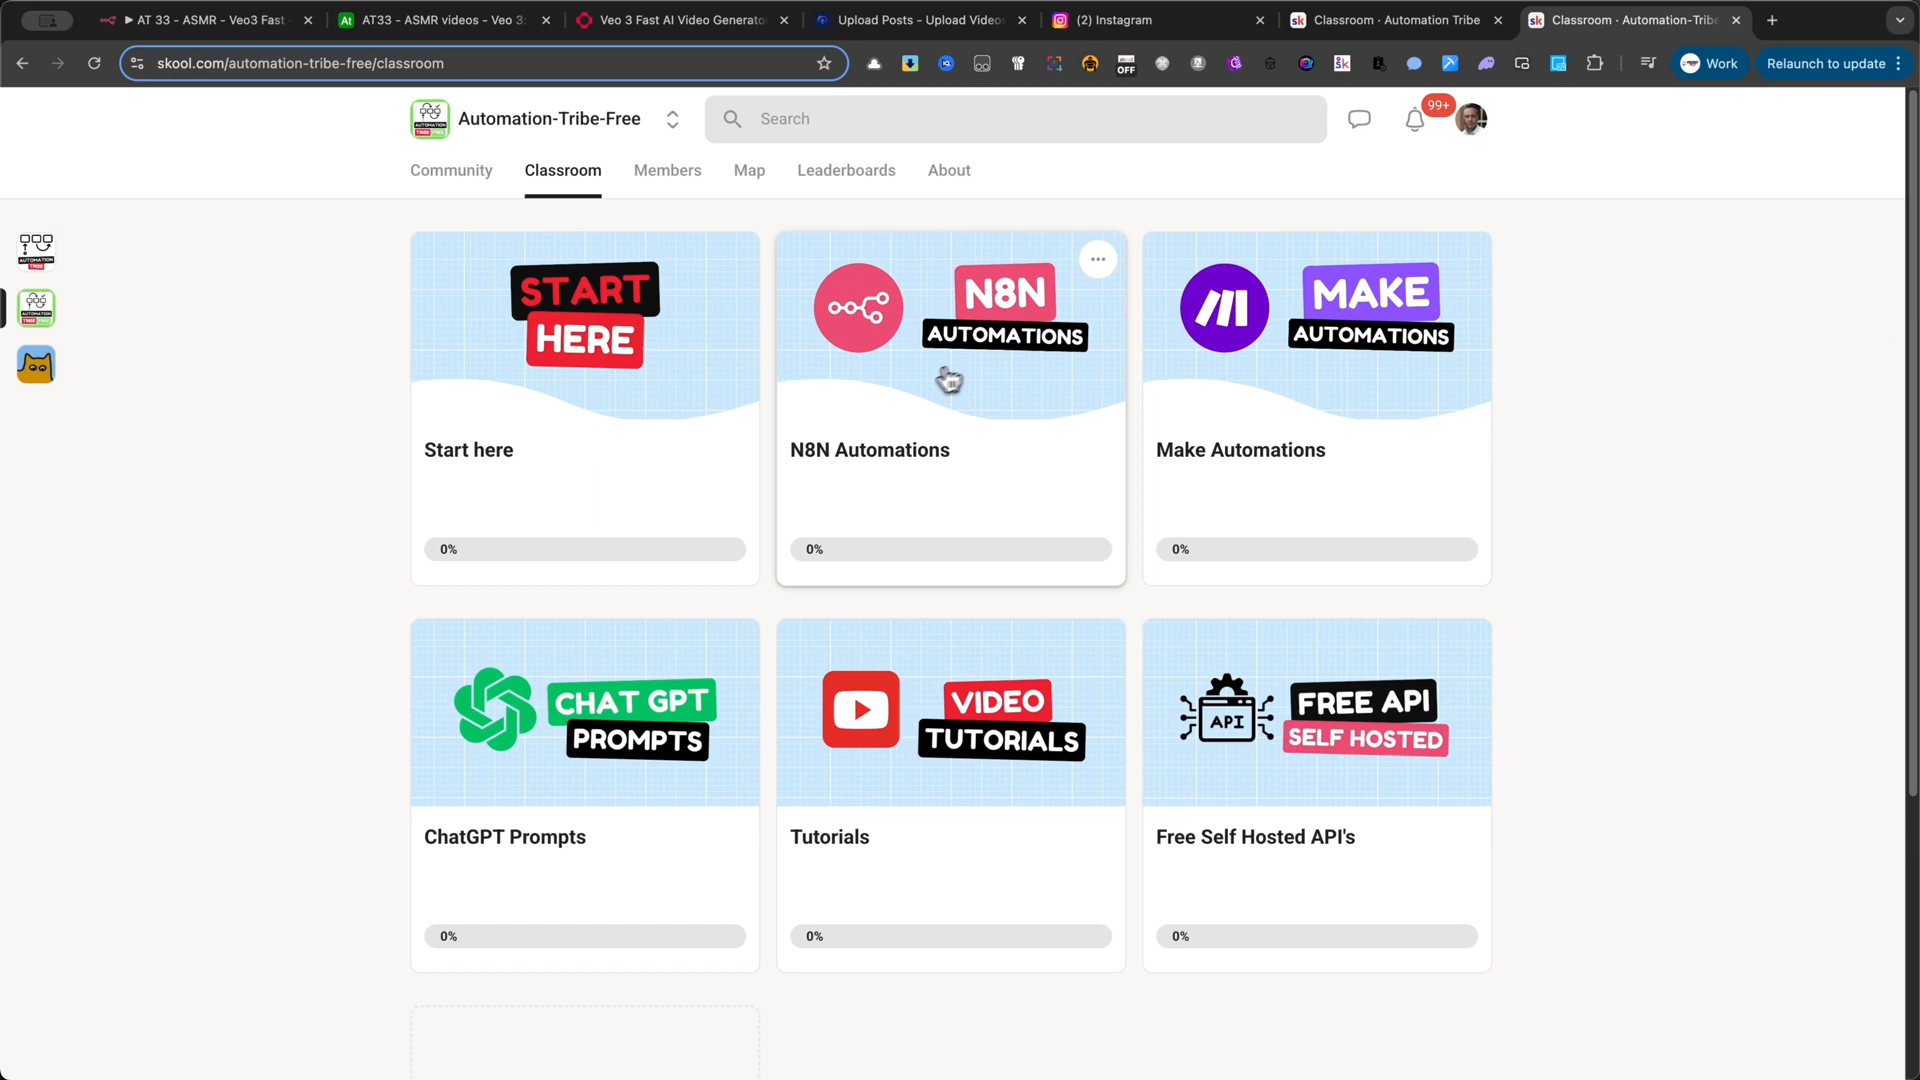 AT 33 - ASMR - Veo3 Fast
AT33 - ASMR videos - Veo 3:
Veo 3 Fast AI Video Generator
Upload Posts - Upload Videos
(2) Instagram
Classroom · Automation Tribe
Classroom · Automation-Tribe
skool.com/automation-tribe-free/classroom
OFF
Work
Relaunch to update
Automation-Tribe-Free
Search
99+
Community
Classroom
Members
Map
Leaderboards
About
START
HERE
N8N
AUTOMATIONS
MAKE
AUTOMATIONS
Start here
N8N Automations
Make Automations
0%
0%
0%
CHAT GPT
PROMPTS
VIDEO
TUTORIALS
API
FREE API
SELF HOSTED
ChatGPT Prompts
Tutorials
Free Self Hosted API's
0%
0%
0%